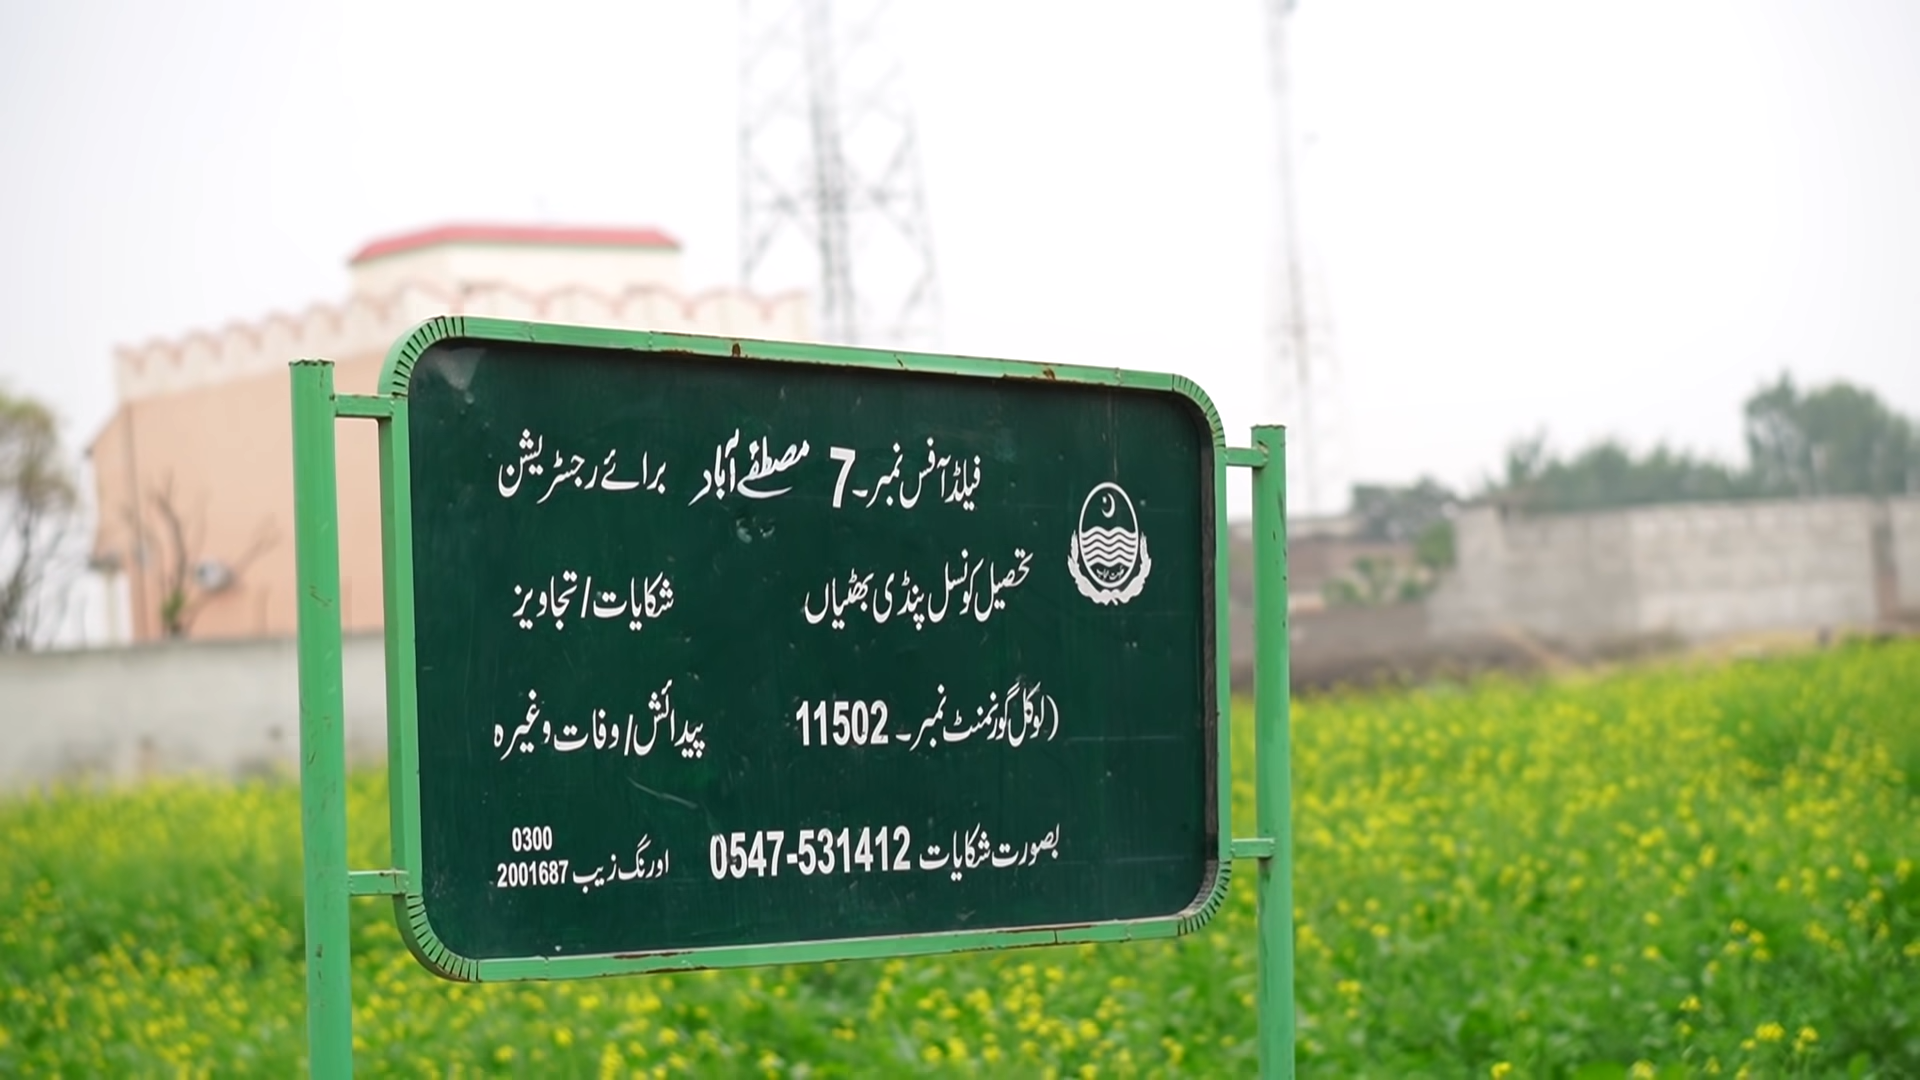 فیلڈ آفس نمبر۔7 مصطفےٰ آباد برائے رجسٹریشن
تحصیل کونسل پنڈی بھٹیاں شکایات/تجاویز
(لوکل گورنمنٹ نمبر۔ 11502 پیدائش/وفات وغیرہ
بصورت شکایات 0547-531412 اورنگ زیب 0300 2001687